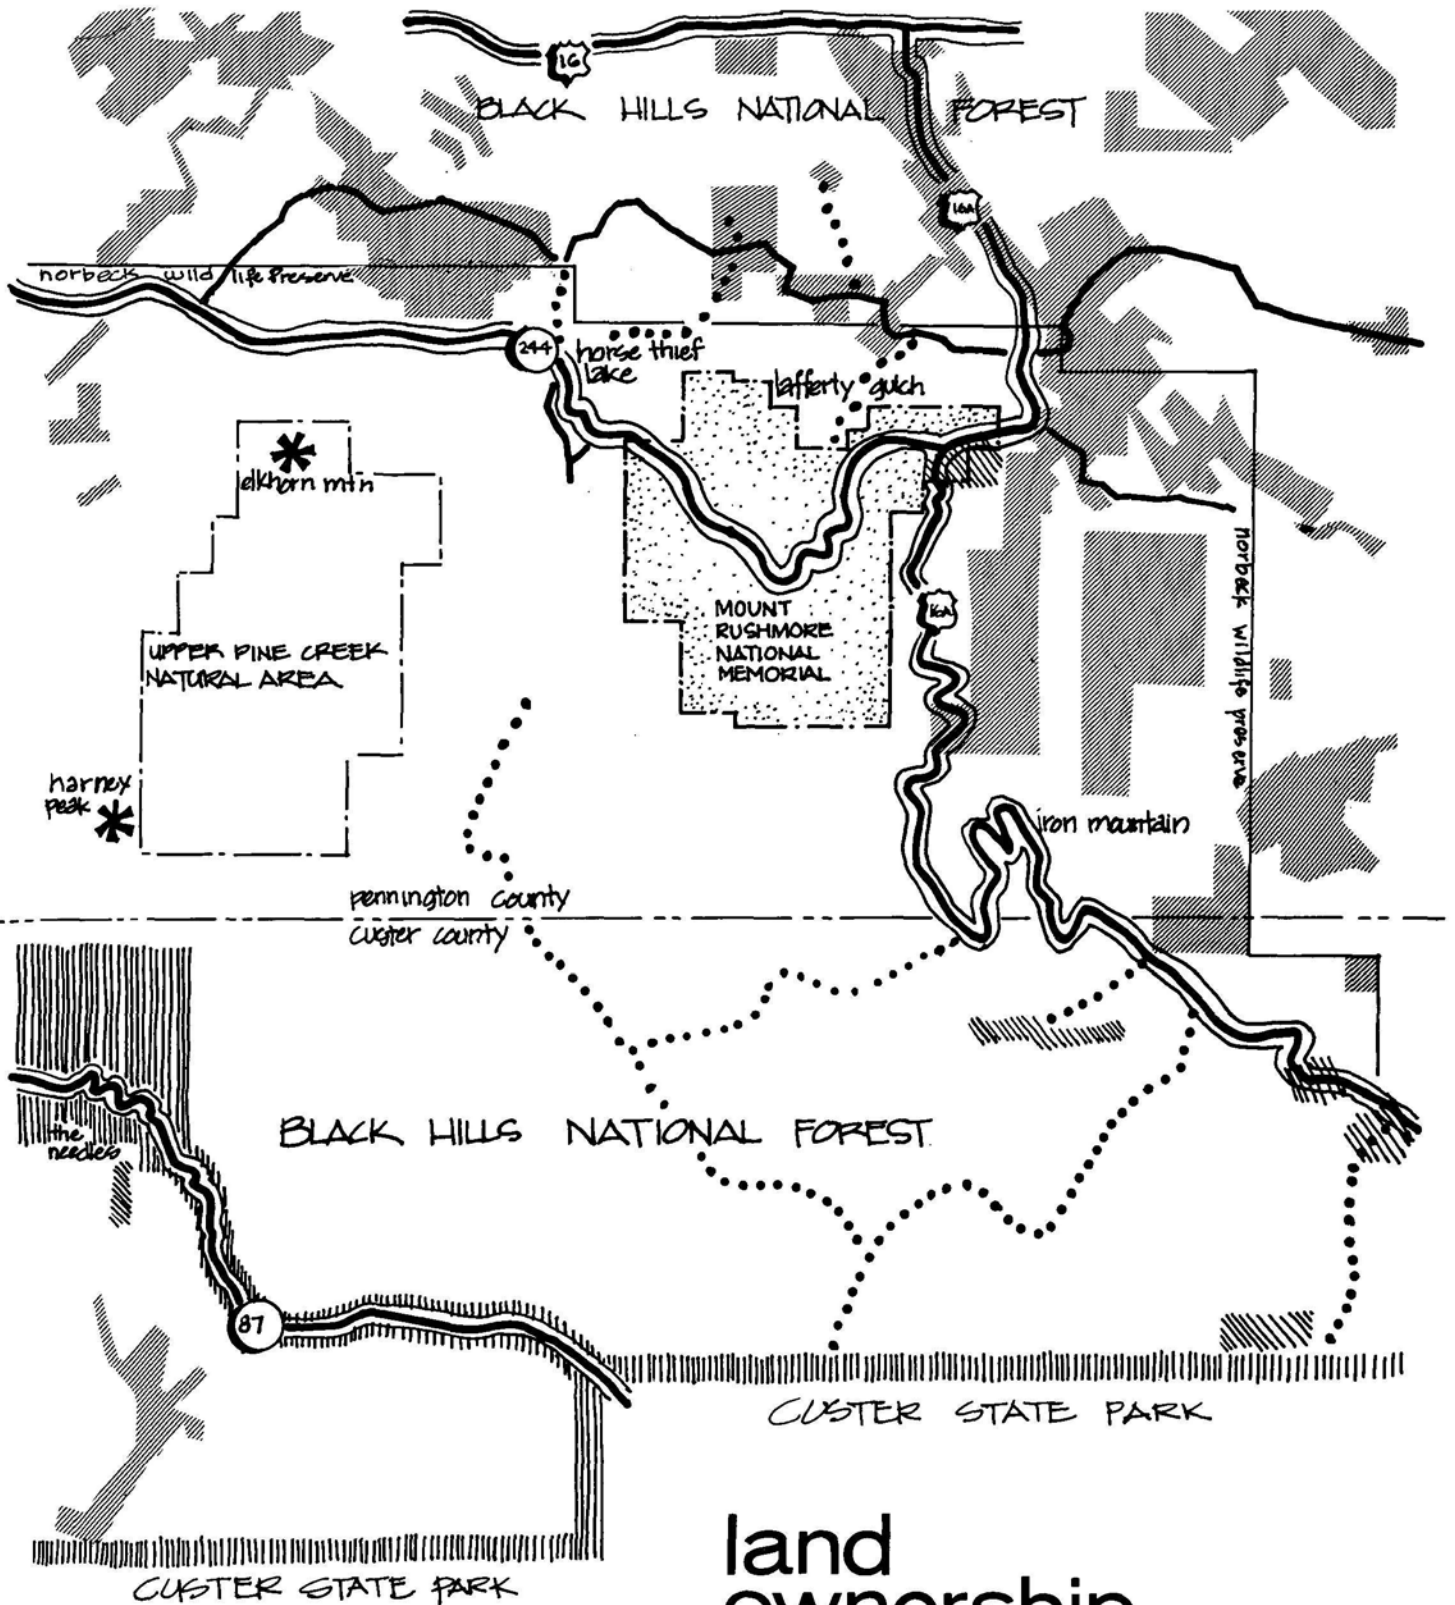 16
BLACK HILLS NATIONAL FOREST
16A
norbeck wild life Preserve
244
horse thief
lake
lafferty gulch
elkhorn mtn
norbeck wildlife preserve
16A
MOUNT
RUSHMORE
NATIONAL
MEMORIAL
UPPER PINE CREEK
NATURAL AREA
harney
peak
iron mountain
pennington county
custer county
the
needles
BLACK HILLS NATIONAL FOREST
87
CUSTER STATE PARK
land
ownership
CUSTER STATE PARK